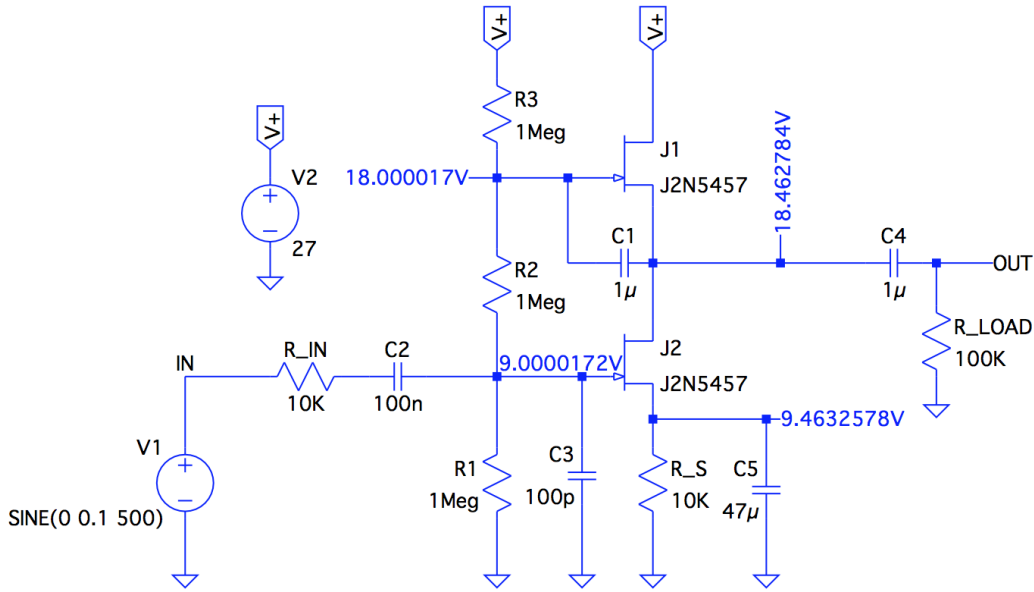 V+
V+
R3
1Meg
J1
J2N5457
V+
V2
27
18.000017V
18.462784V
C1
1µ
C4
1µ
OUT
R2
1Meg
R_LOAD
100K
IN
R_IN
10K
C2
100n
9.0000172V
J2
J2N5457
9.4632578V
V1
SINE(0 0.1 500)
R1
1Meg
C3
100p
R_S
10K
C5
47µ